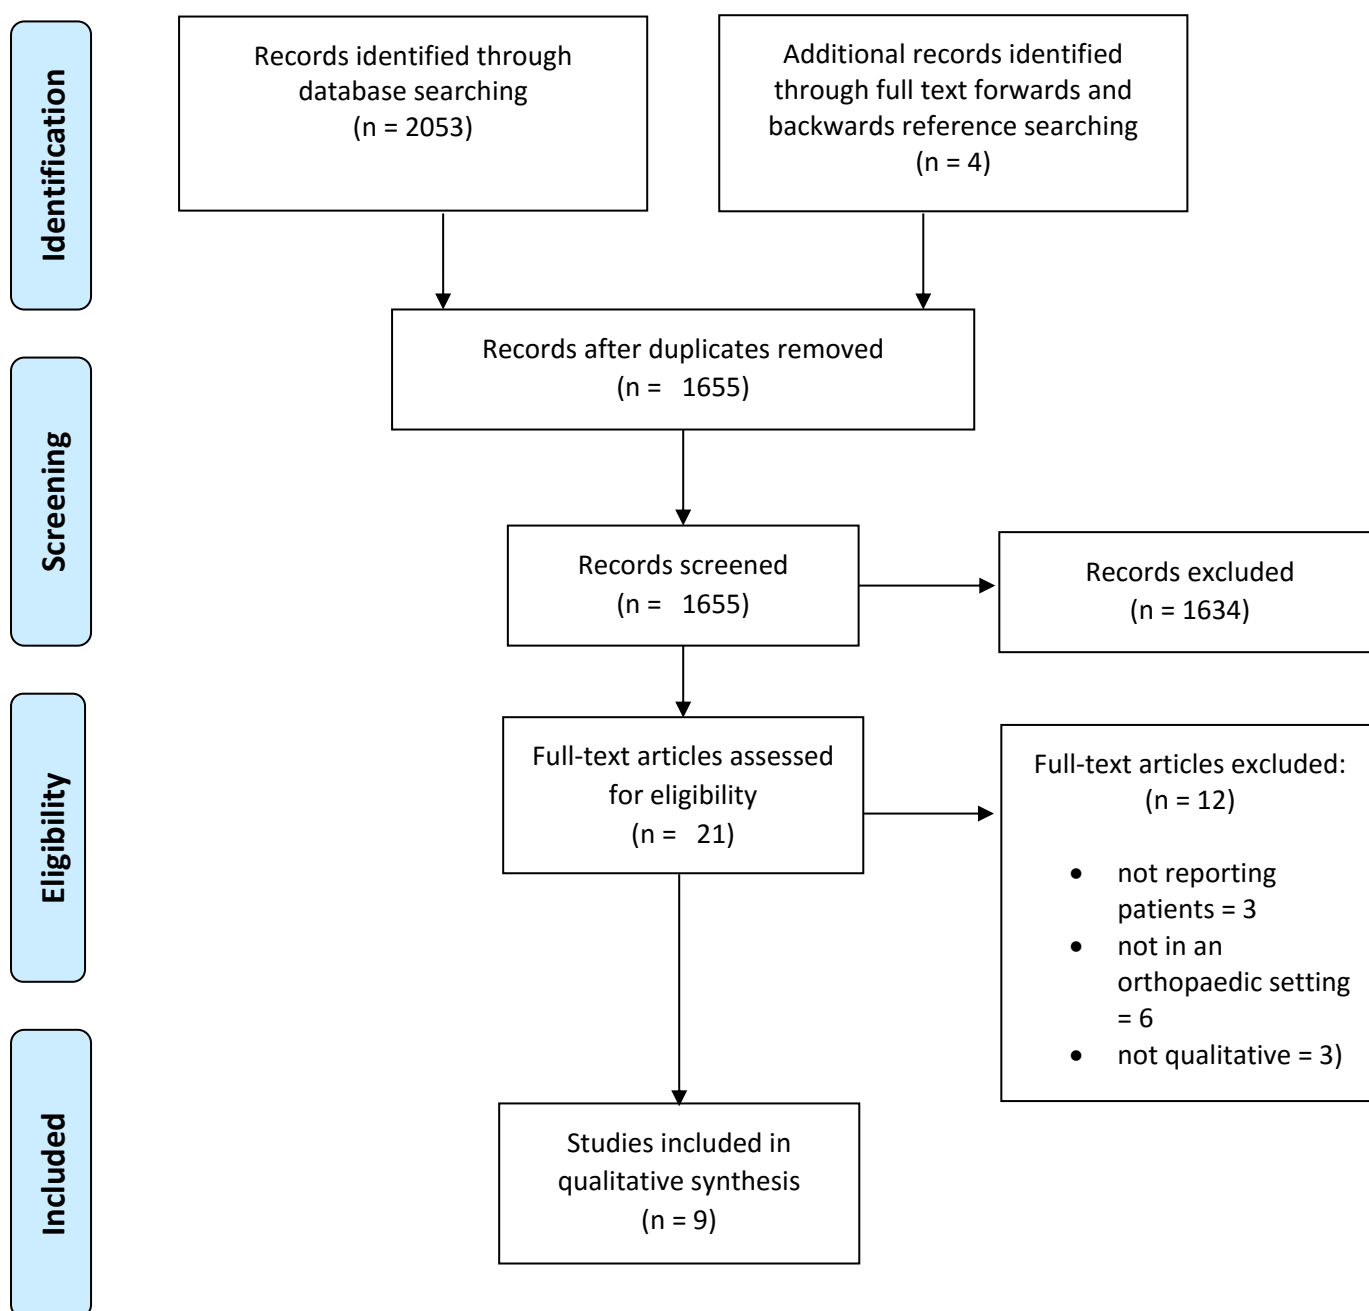 Identification
Records identified through
database searching
(n = 2053)
Additional records identified
through full text forwards and
backwards reference searching
(n = 4)
Records after duplicates removed
(n =   1655)
Screening
Records screened
(n =   1655)
Records excluded
(n = 1634)
Eligibility
Full-text articles assessed
for eligibility
(n =   21)
Full-text articles excluded:
(n = 12)
• not reporting
patients = 3
• not in an
orthopaedic setting
= 6
• not qualitative = 3)
Included
Studies included in
qualitative synthesis
(n = 9)